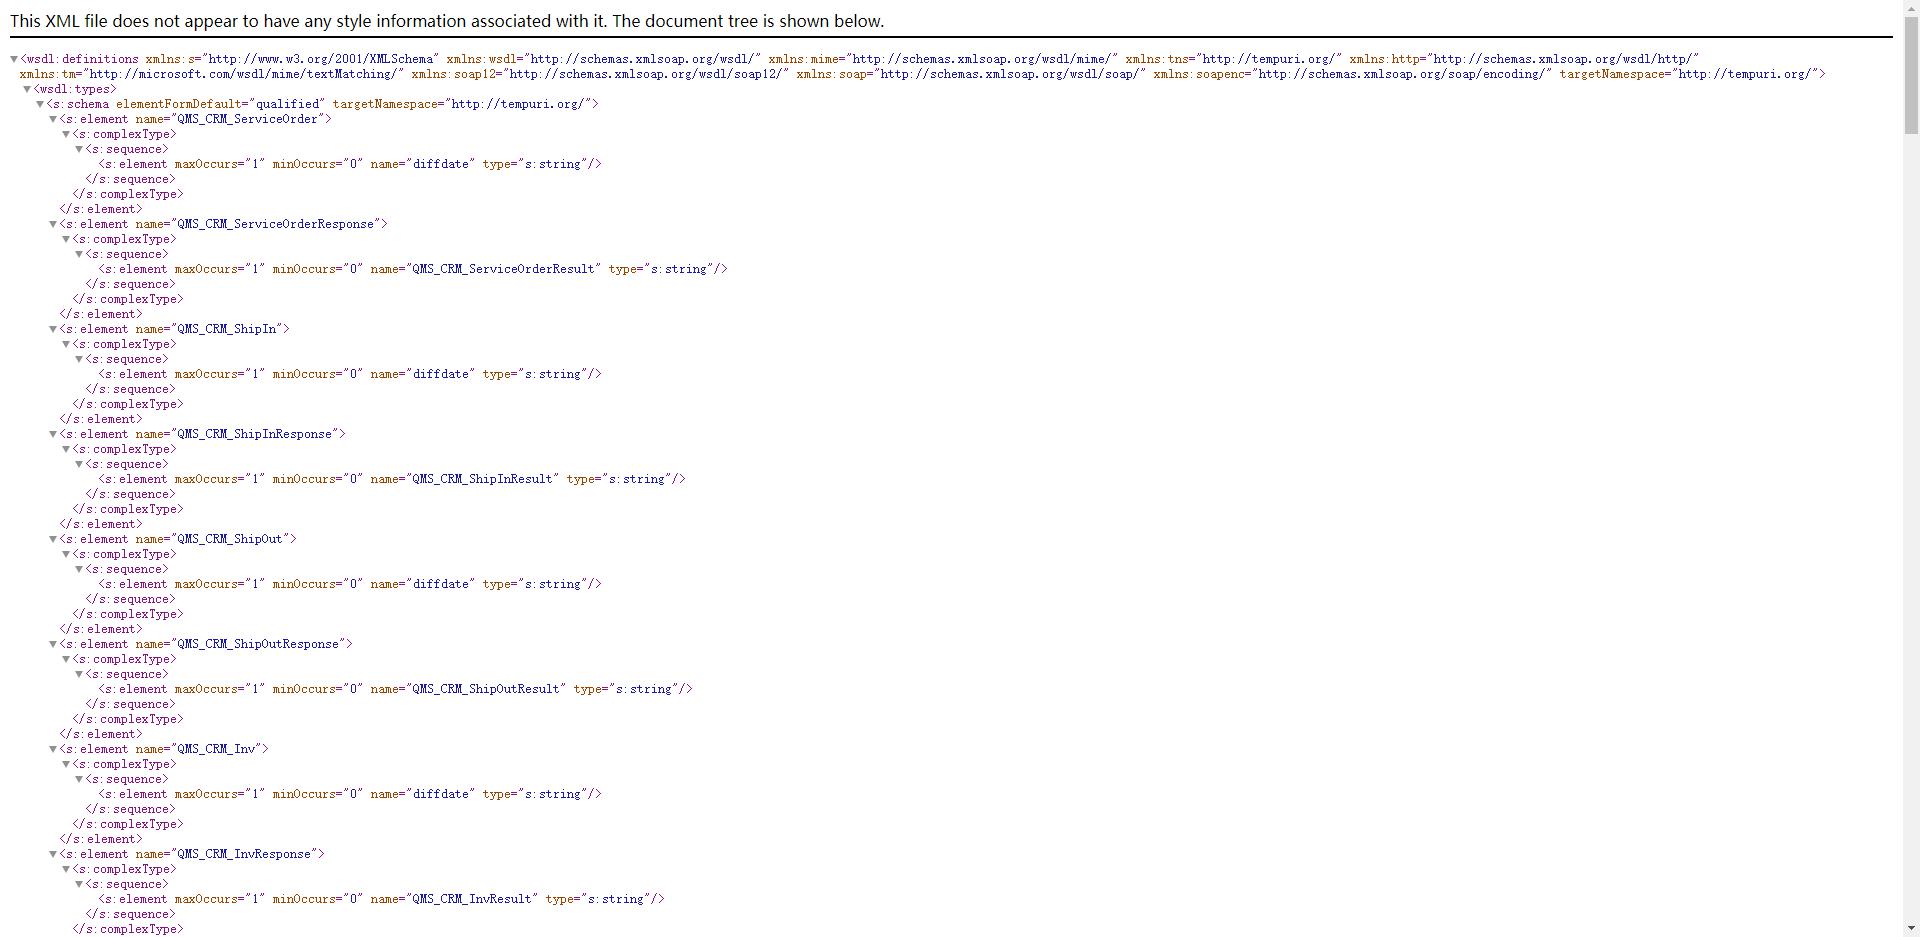 This XML file does not appear to have any style information associated with it. The document tree is shown below.
▼<wsdl:definitions xmlns:s="http://www.w3.org/2001/XMLSchema" xmlns:wsdl="http://schemas.xmlsoap.org/wsdl/" xmlns:mime="http://schemas.xmlsoap.org/wsdl/mime/" xmlns:tns="http://tempuri.org/" xmlns:http="http://schemas.xmlsoap.org/wsdl/http/"
xmlns:tm="http://microsoft.com/wsdl/mime/textMatching/" xmlns:soap12="http://schemas.xmlsoap.org/wsdl/soap12/" xmlns:soap="http://schemas.xmlsoap.org/wsdl/soap/" xmlns:soapenc="http://schemas.xmlsoap.org/soap/encoding/" targetNamespace="http://tempuri.org/">
▼<wsdl:types>
▼<s:schema elementFormDefault="qualified" targetNamespace="http://tempuri.org/">
▼<s:element name="QMS_CRM_ServiceOrder">
▼<s:complexType>
▼<s:sequence>
<s:element maxOccurs="1" minOccurs="0" name="diffdate" type="s:string"/>
</s:sequence>
</s:complexType>
</s:element>
▼<s:element name="QMS_CRM_ServiceOrderResponse">
▼<s:complexType>
▼<s:sequence>
<s:element maxOccurs="1" minOccurs="0" name="QMS_CRM_ServiceOrderResult" type="s:string"/>
</s:sequence>
</s:complexType>
</s:element>
▼<s:element name="QMS_CRM_ShipIn">
▼<s:complexType>
▼<s:sequence>
<s:element maxOccurs="1" minOccurs="0" name="diffdate" type="s:string"/>
</s:sequence>
</s:complexType>
</s:element>
▼<s:element name="QMS_CRM_ShipInResponse">
▼<s:complexType>
▼<s:sequence>
<s:element maxOccurs="1" minOccurs="0" name="QMS_CRM_ShipInResult" type="s:string"/>
</s:sequence>
</s:complexType>
</s:element>
▼<s:element name="QMS_CRM_ShipOut">
▼<s:complexType>
▼<s:sequence>
<s:element maxOccurs="1" minOccurs="0" name="diffdate" type="s:string"/>
</s:sequence>
</s:complexType>
</s:element>
▼<s:element name="QMS_CRM_ShipOutResponse">
▼<s:complexType>
▼<s:sequence>
<s:element maxOccurs="1" minOccurs="0" name="QMS_CRM_ShipOutResult" type="s:string"/>
</s:sequence>
</s:complexType>
</s:element>
▼<s:element name="QMS_CRM_Inv">
▼<s:complexType>
▼<s:sequence>
<s:element maxOccurs="1" minOccurs="0" name="diffdate" type="s:string"/>
</s:sequence>
</s:complexType>
</s:element>
▼<s:element name="QMS_CRM_InvResponse">
▼<s:complexType>
▼<s:sequence>
<s:element maxOccurs="1" minOccurs="0" name="QMS_CRM_InvResult" type="s:string"/>
</s:sequence>
</s:complexType>